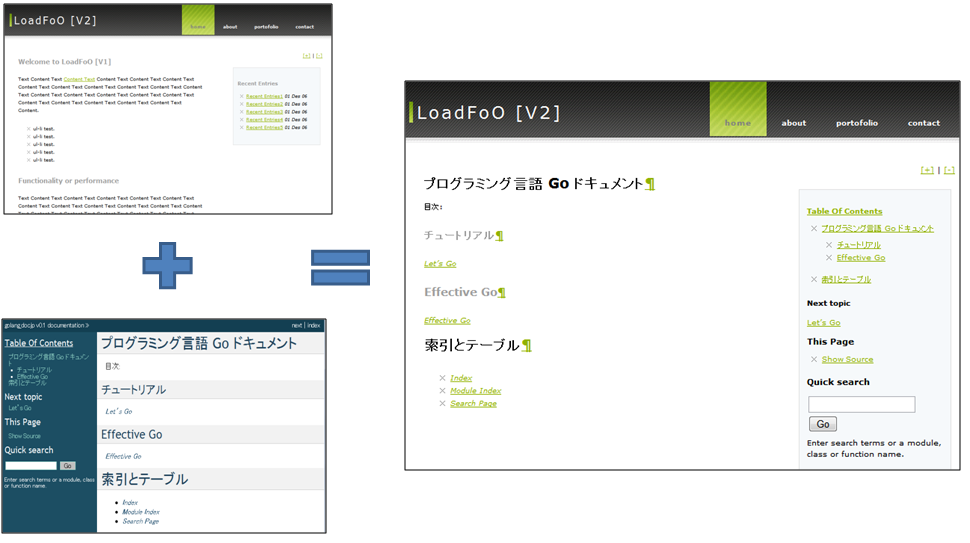 LoadFoO [V2]
home about portofolio contact
[+] | [-]
Welcome to LoadFoO [V1]
Text Content Text Content Text Content Text Content Text Content Text
Content Text Content Text Content Text Content Text Content Text Content
Text Content Text Content Text Content Text Content Text Content Text
Content Text Content Text Content Text Content Text Content Text
Content.
ul-li test.
ul-li test.
ul-li test.
ul-li test.
ul-li test.
Functionality or performance
Text Content Text Content Text Content Text Content Text Content Text
Content Text Content Text Content Text Content Text Content Text Content
Recent Entries
Recent Entries1 01 Des 06
Recent Entries2 01 Des 06
Recent Entries3 01 Des 06
Recent Entries4 01 Des 06
Recent Entries5 01 Des 06
golang.doc.jp v0.1 documentation »
next | index
Table Of Contents
プログラミング言語 Goドキュメン
ト
チュートリアル
Effective Go
索引とテーブル
Next topic
Let's Go
This Page
Show Source
Quick search
Go
Enter search terms or a module, class
or function name.
プログラミング言語 Goドキュメント
目次:
チュートリアル
Let's Go
Effective Go
Effective Go
索引とテーブル
Index
Module Index
Search Page
LoadFoO [V2]
home about portofolio contact
[+] | [-]
プログラミング言語 Goドキュメント¶
目次:
チュートリアル¶
Let's Go
Effective Go¶
Effective Go
索引とテーブル¶
Index
Module Index
Search Page
Table Of Contents
プログラミング言語 Goドキュメント
チュートリアル
Effective Go
索引とテーブル
Next topic
Let's Go
This Page
Show Source
Quick search
Go
Enter search terms or a module,
class or function name.